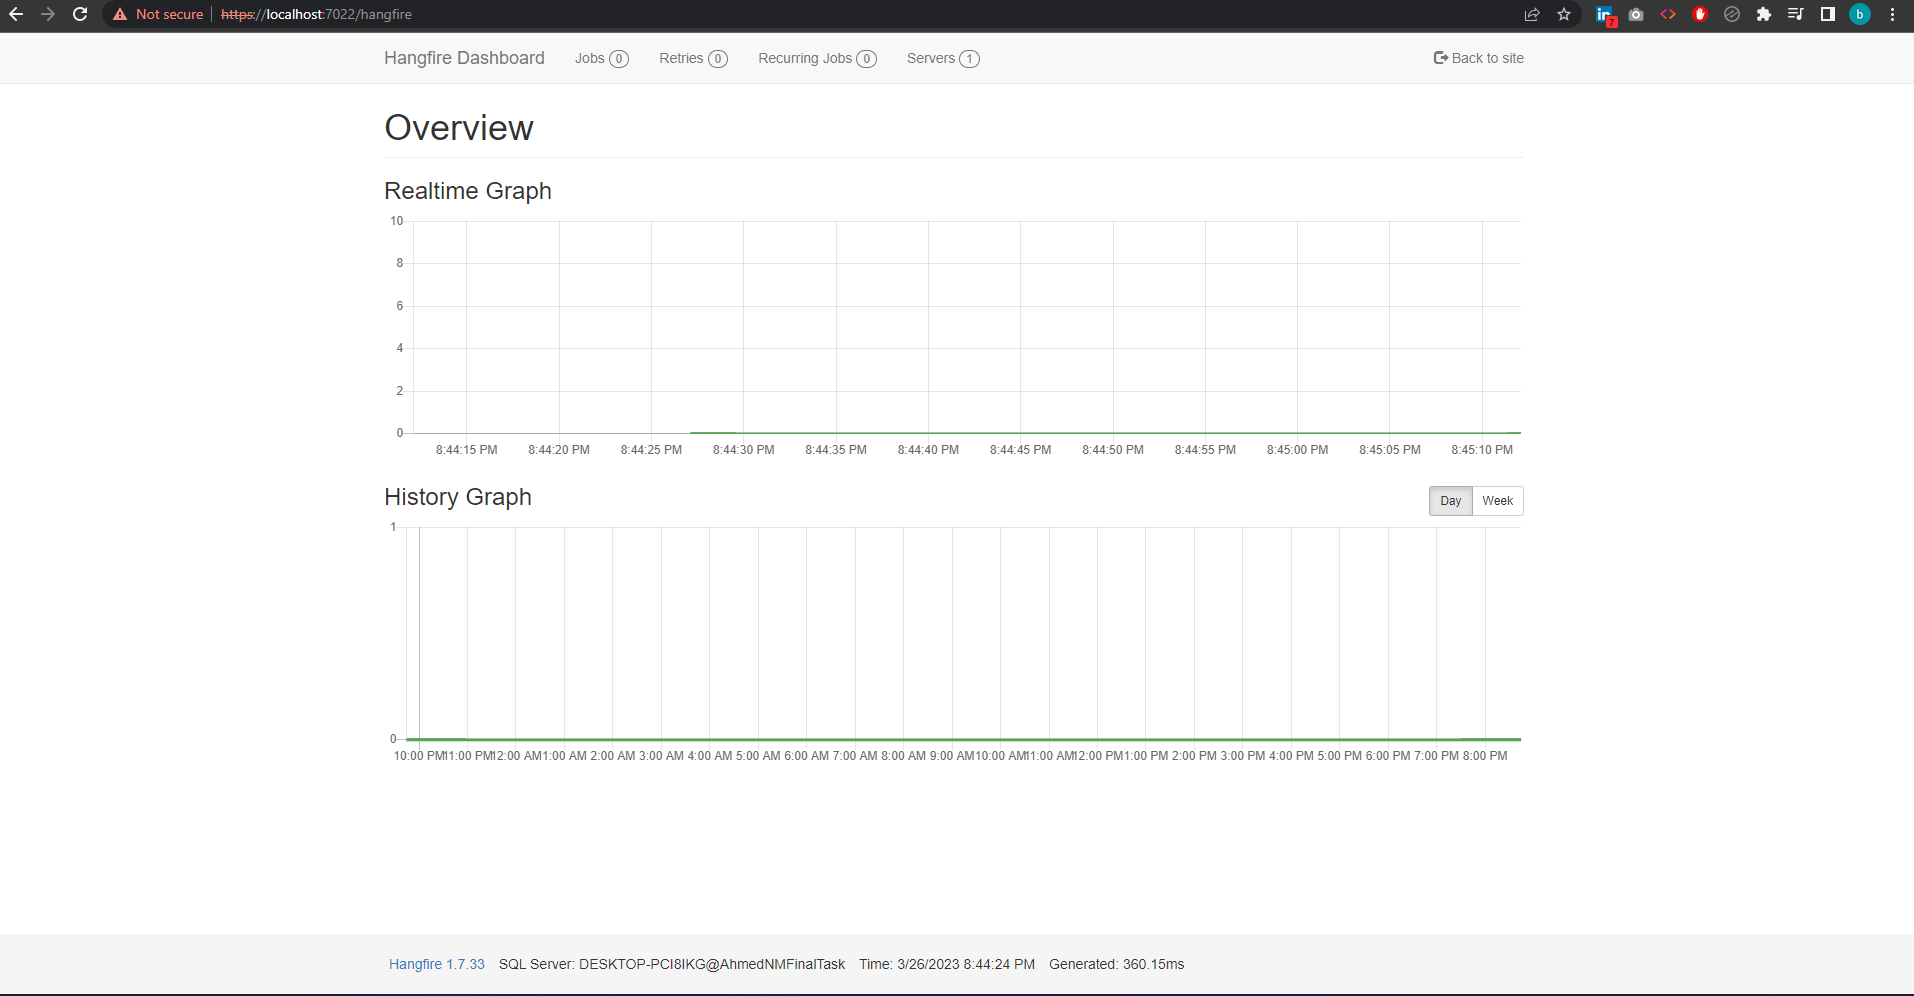 Not secure https://localhost:7022/hangfire
7
b
Hangfire Dashboard Jobs 0 Retries 0 Recurring Jobs 0 Servers 1 Back to site
Overview
Realtime Graph
10
8
6
4
2
0
8:44:15 PM 8:44:20 PM 8:44:25 PM 8:44:30 PM 8:44:35 PM 8:44:40 PM 8:44:45 PM 8:44:50 PM 8:44:55 PM 8:45:00 PM 8:45:05 PM 8:45:10 PM
History Graph Day Week
1
0
10:00 PM 11:00 PM 12:00 AM 1:00 AM 2:00 AM 3:00 AM 4:00 AM 5:00 AM 6:00 AM 7:00 AM 8:00 AM 9:00 AM 10:00 AM 11:00 AM 12:00 PM 1:00 PM 2:00 PM 3:00 PM 4:00 PM 5:00 PM 6:00 PM 7:00 PM 8:00 PM
Hangfire 1.7.33 SQL Server: DESKTOP-PCI8IKG@AhmedNMFinalTask Time: 3/26/2023 8:44:24 PM Generated: 360.15ms